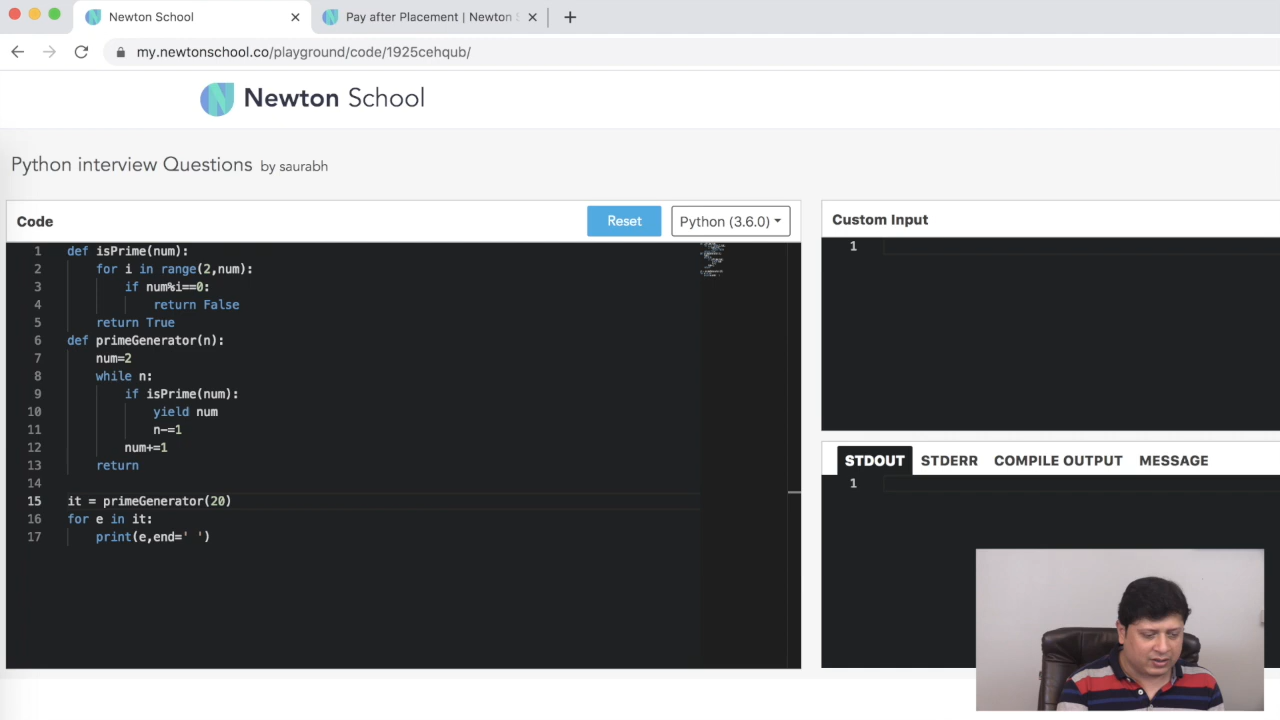 Newton School
Pay after Placement | Newton S
my.newtonschool.co/playground/code/1925cehqub/
Newton School
Python interview Questions by saurabh
Code
Reset
Python (3.6.0)
1 def isPrime(num):
2 for i in range(2,num):
3 if num%i==0:
4 return False
5 return True
6 def primeGenerator(n):
7 num=2
8 while n:
9 if isPrime(num):
10 yield num
11 n-=1
12 num+=1
13 return
14
15 it = primeGenerator(20)
16 for e in it:
17 print(e,end=' ')
Custom Input
1
STDOUT STDERR COMPILE OUTPUT MESSAGE
1